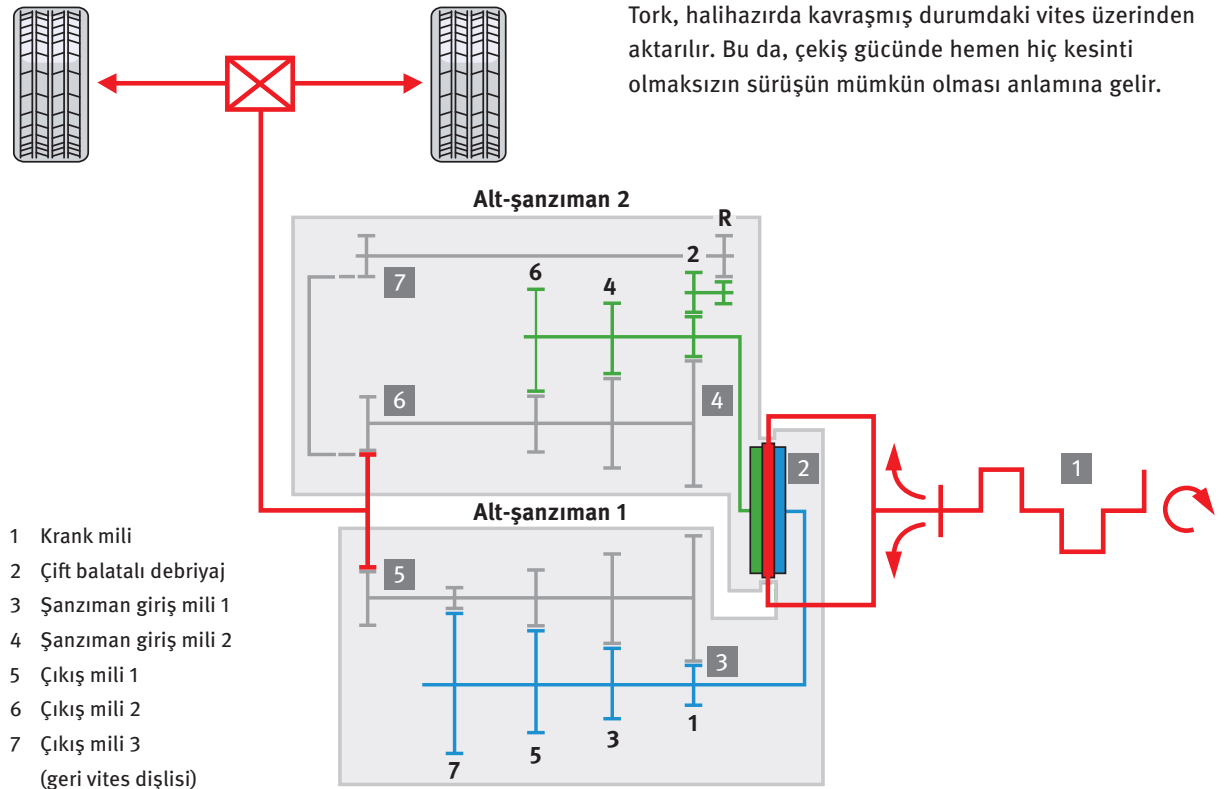 Tork, halihazırda kavraşmış durumdaki vites üzerinden
aktarılır. Bu da, çekiş gücünde hemen hiç kesinti
olmaksızın sürüşün mümkün olması anlamına gelir.
Alt-şanzıman 2
R
2
6
4
7
6
4
2
1
Alt-şanzıman 1
5
3
1
3
5
7
1 Krank mili
2 Çift balatalı debriyaj
3 Şanzıman giriş mili 1
4 Şanzıman giriş mili 2
5 Çıkış mili 1
6 Çıkış mili 2
7 Çıkış mili 3
(geri vites dişlisi)